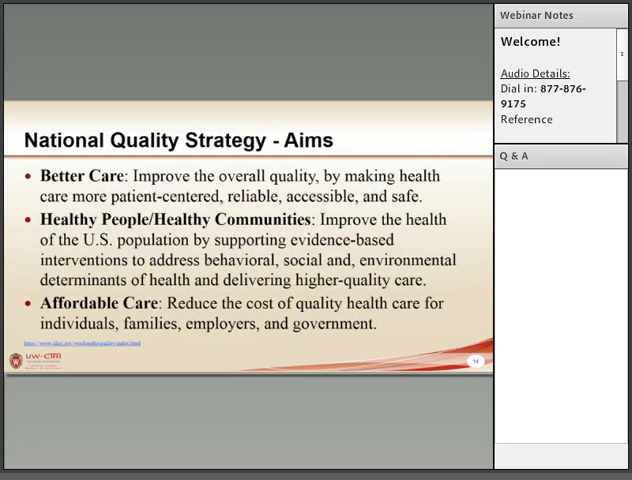 National Quality Strategy - Aims
• Better Care: Improve the overall quality, by making health
care more patient-centered, reliable, accessible, and safe.
• Healthy People/Healthy Communities: Improve the health
of the U.S. population by supporting evidence-based
interventions to address behavioral, social and, environmental
determinants of health and delivering higher-quality care.
• Affordable Care: Reduce the cost of quality health care for
individuals, families, employers, and government.
UW-CTRI
14
Webinar Notes
Welcome!
Audio Details:
Dial in: 877-876-
9175
Reference
Q & A